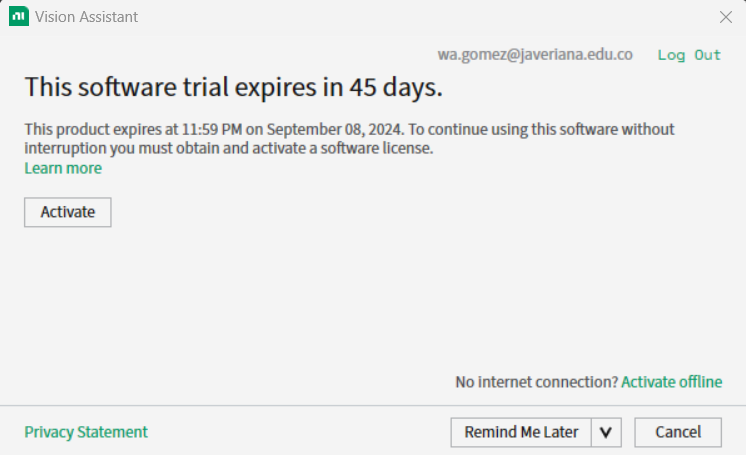 Vision Assistant
wa.gomez@javeriana.edu.co Log Out
This software trial expires in 45 days.
This product expires at 11:59 PM on September 08, 2024. To continue using this software without
interruption you must obtain and activate a software license.
Learn more
Activate
No internet connection? Activate offline
Privacy Statement Remind Me Later Cancel